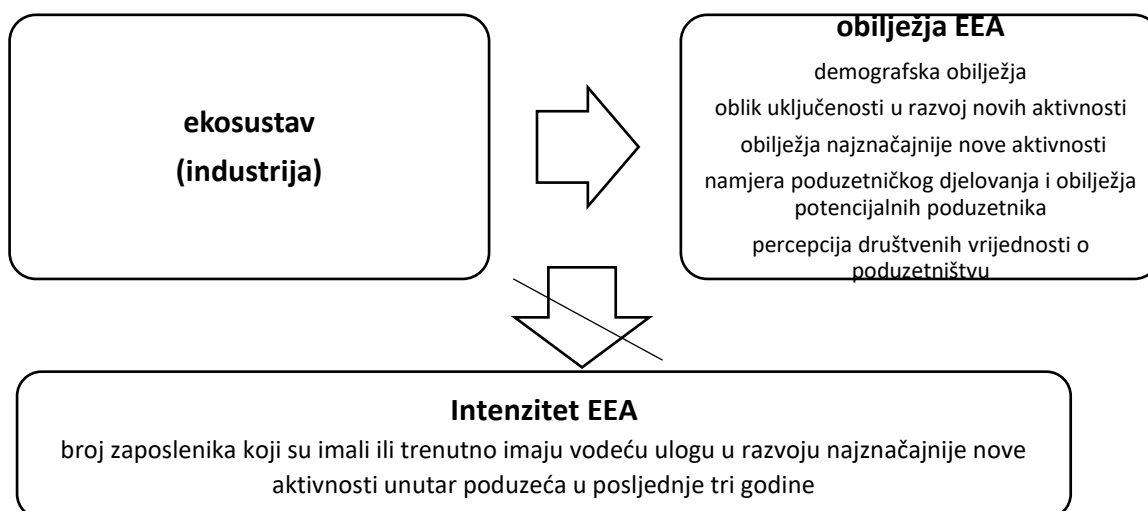 ekosustav
(industrija)
obilježja EEA
demografska obilježja
oblik uključenosti u razvoj novih aktivnosti
obilježja najznačajnije nove aktivnosti
namjera poduzetničkog djelovanja i obilježja
potencijalnih poduzetnika
percepcija društvenih vrijednosti o
poduzetništvu
Intenzitet EEA
broj zaposlenika koji su imali ili trenutno imaju vodeću ulogu u razvoju najznačajnije nove
aktivnosti unutar poduzeća u posljednje tri godine